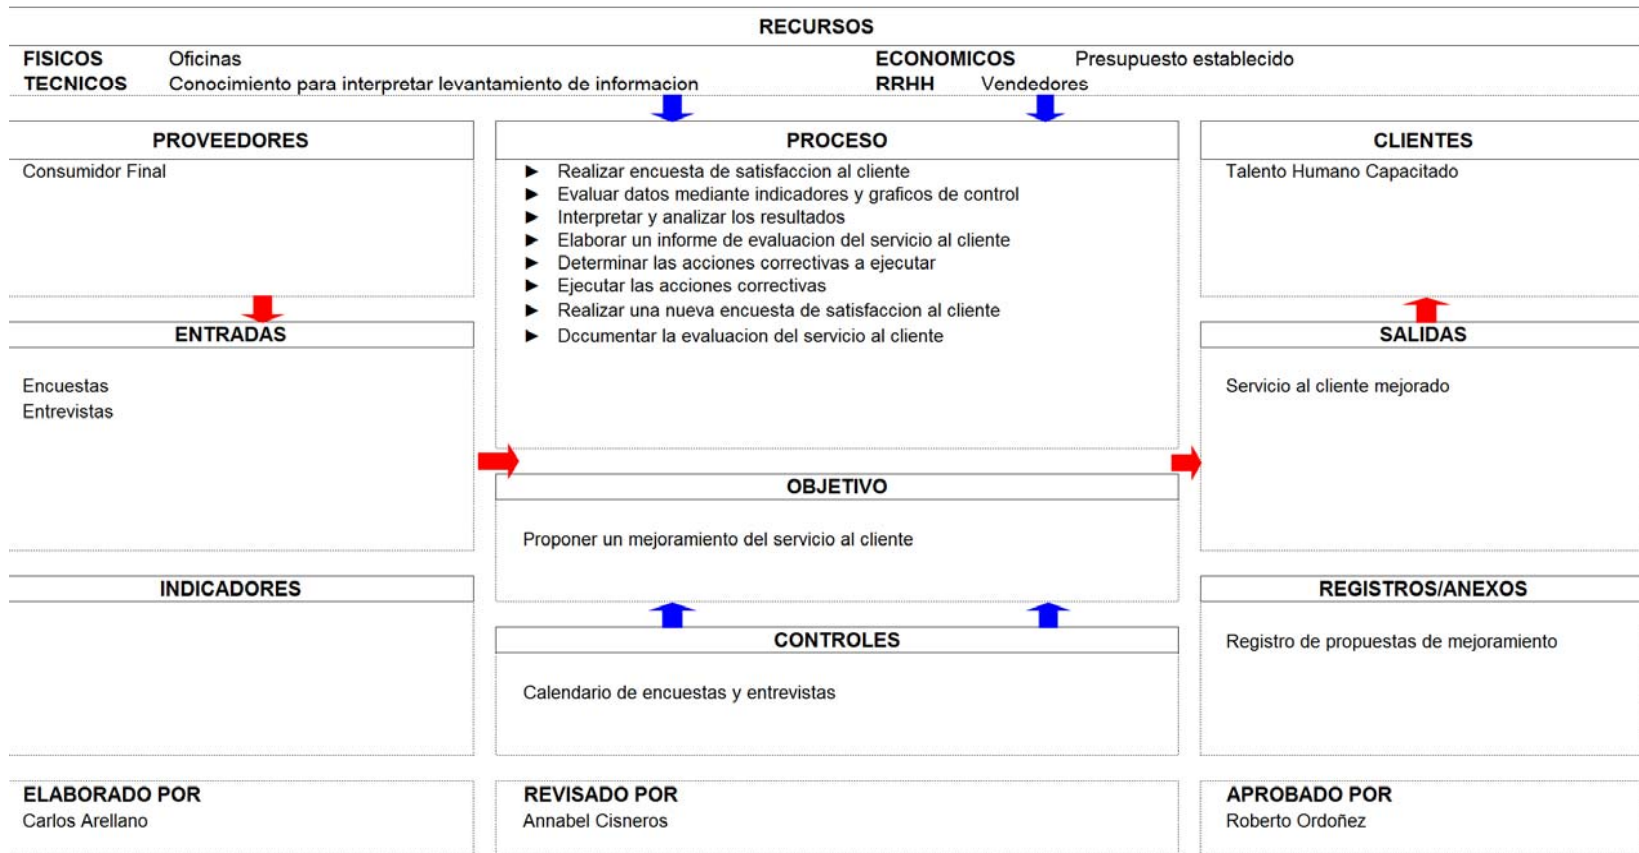 RECURSOS
FISICOS Oficinas ECONOMICOS Presupuesto establecido
TECNICOS Conocimiento para interpretar levantamiento de informacion RRHH Vendedores
PROVEEDORES
Consumidor Final
PROCESO
► Realizar encuesta de satisfaccion al cliente
► Evaluar datos mediante indicadores y graficos de control
► Interpretar y analizar los resultados
► Elaborar un informe de evaluacion del servicio al cliente
► Determinar las acciones correctivas a ejecutar
► Ejecutar las acciones correctivas
► Realizar una nueva encuesta de satisfaccion al cliente
► Dccumentar la evaluacion del servicio al cliente
CLIENTES
Talento Humano Capacitado
ENTRADAS
Encuestas
Entrevistas
SALIDAS
Servicio al cliente mejorado
OBJETIVO
Proponer un mejoramiento del servicio al cliente
INDICADORES
CONTROLES
Calendario de encuestas y entrevistas
REGISTROS/ANEXOS
Registro de propuestas de mejoramiento
ELABORADO POR
Carlos Arellano
REVISADO POR
Annabel Cisneros
APROBADO POR
Roberto Ordoñez